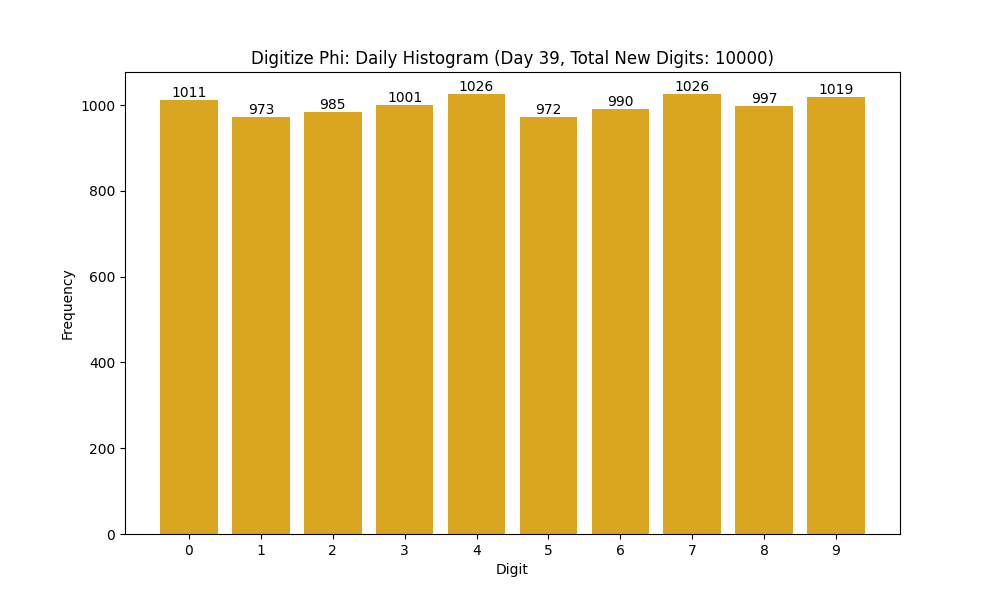 Digitize Phi: Daily Histogram (Day 39, Total New Digits: 10000)
1011 973 985 1001 1026 972 990 1026 997 1019
1000
800
600
400
200
0
Frequency
0 1 2 3 4 5 6 7 8 9
Digit